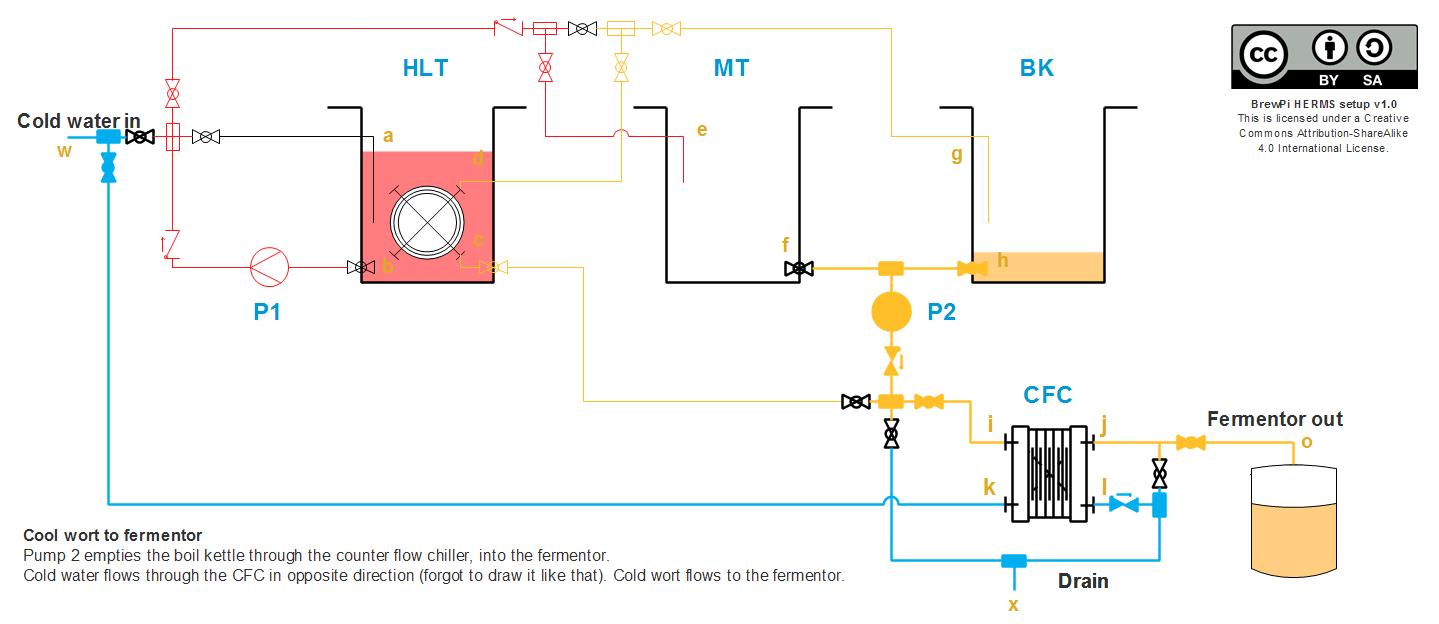 HLT
MT
BK
cc
BY SA
BrewPi HERMS setup v1.0
This is licensed under a Creative
Commons Attribution-ShareAlike
4.0 International License.
Cold water in
w
a
d
e
g
c
b
f
h
P1
P2
j
CFC
i
j
Fermentor out
o
k
l
Cool wort to fermentor
Pump 2 empties the boil kettle through the counter flow chiller, into the fermentor.
Cold water flows through the CFC in opposite direction (forgot to draw it like that). Cold wort flows to the fermentor.
Drain
x